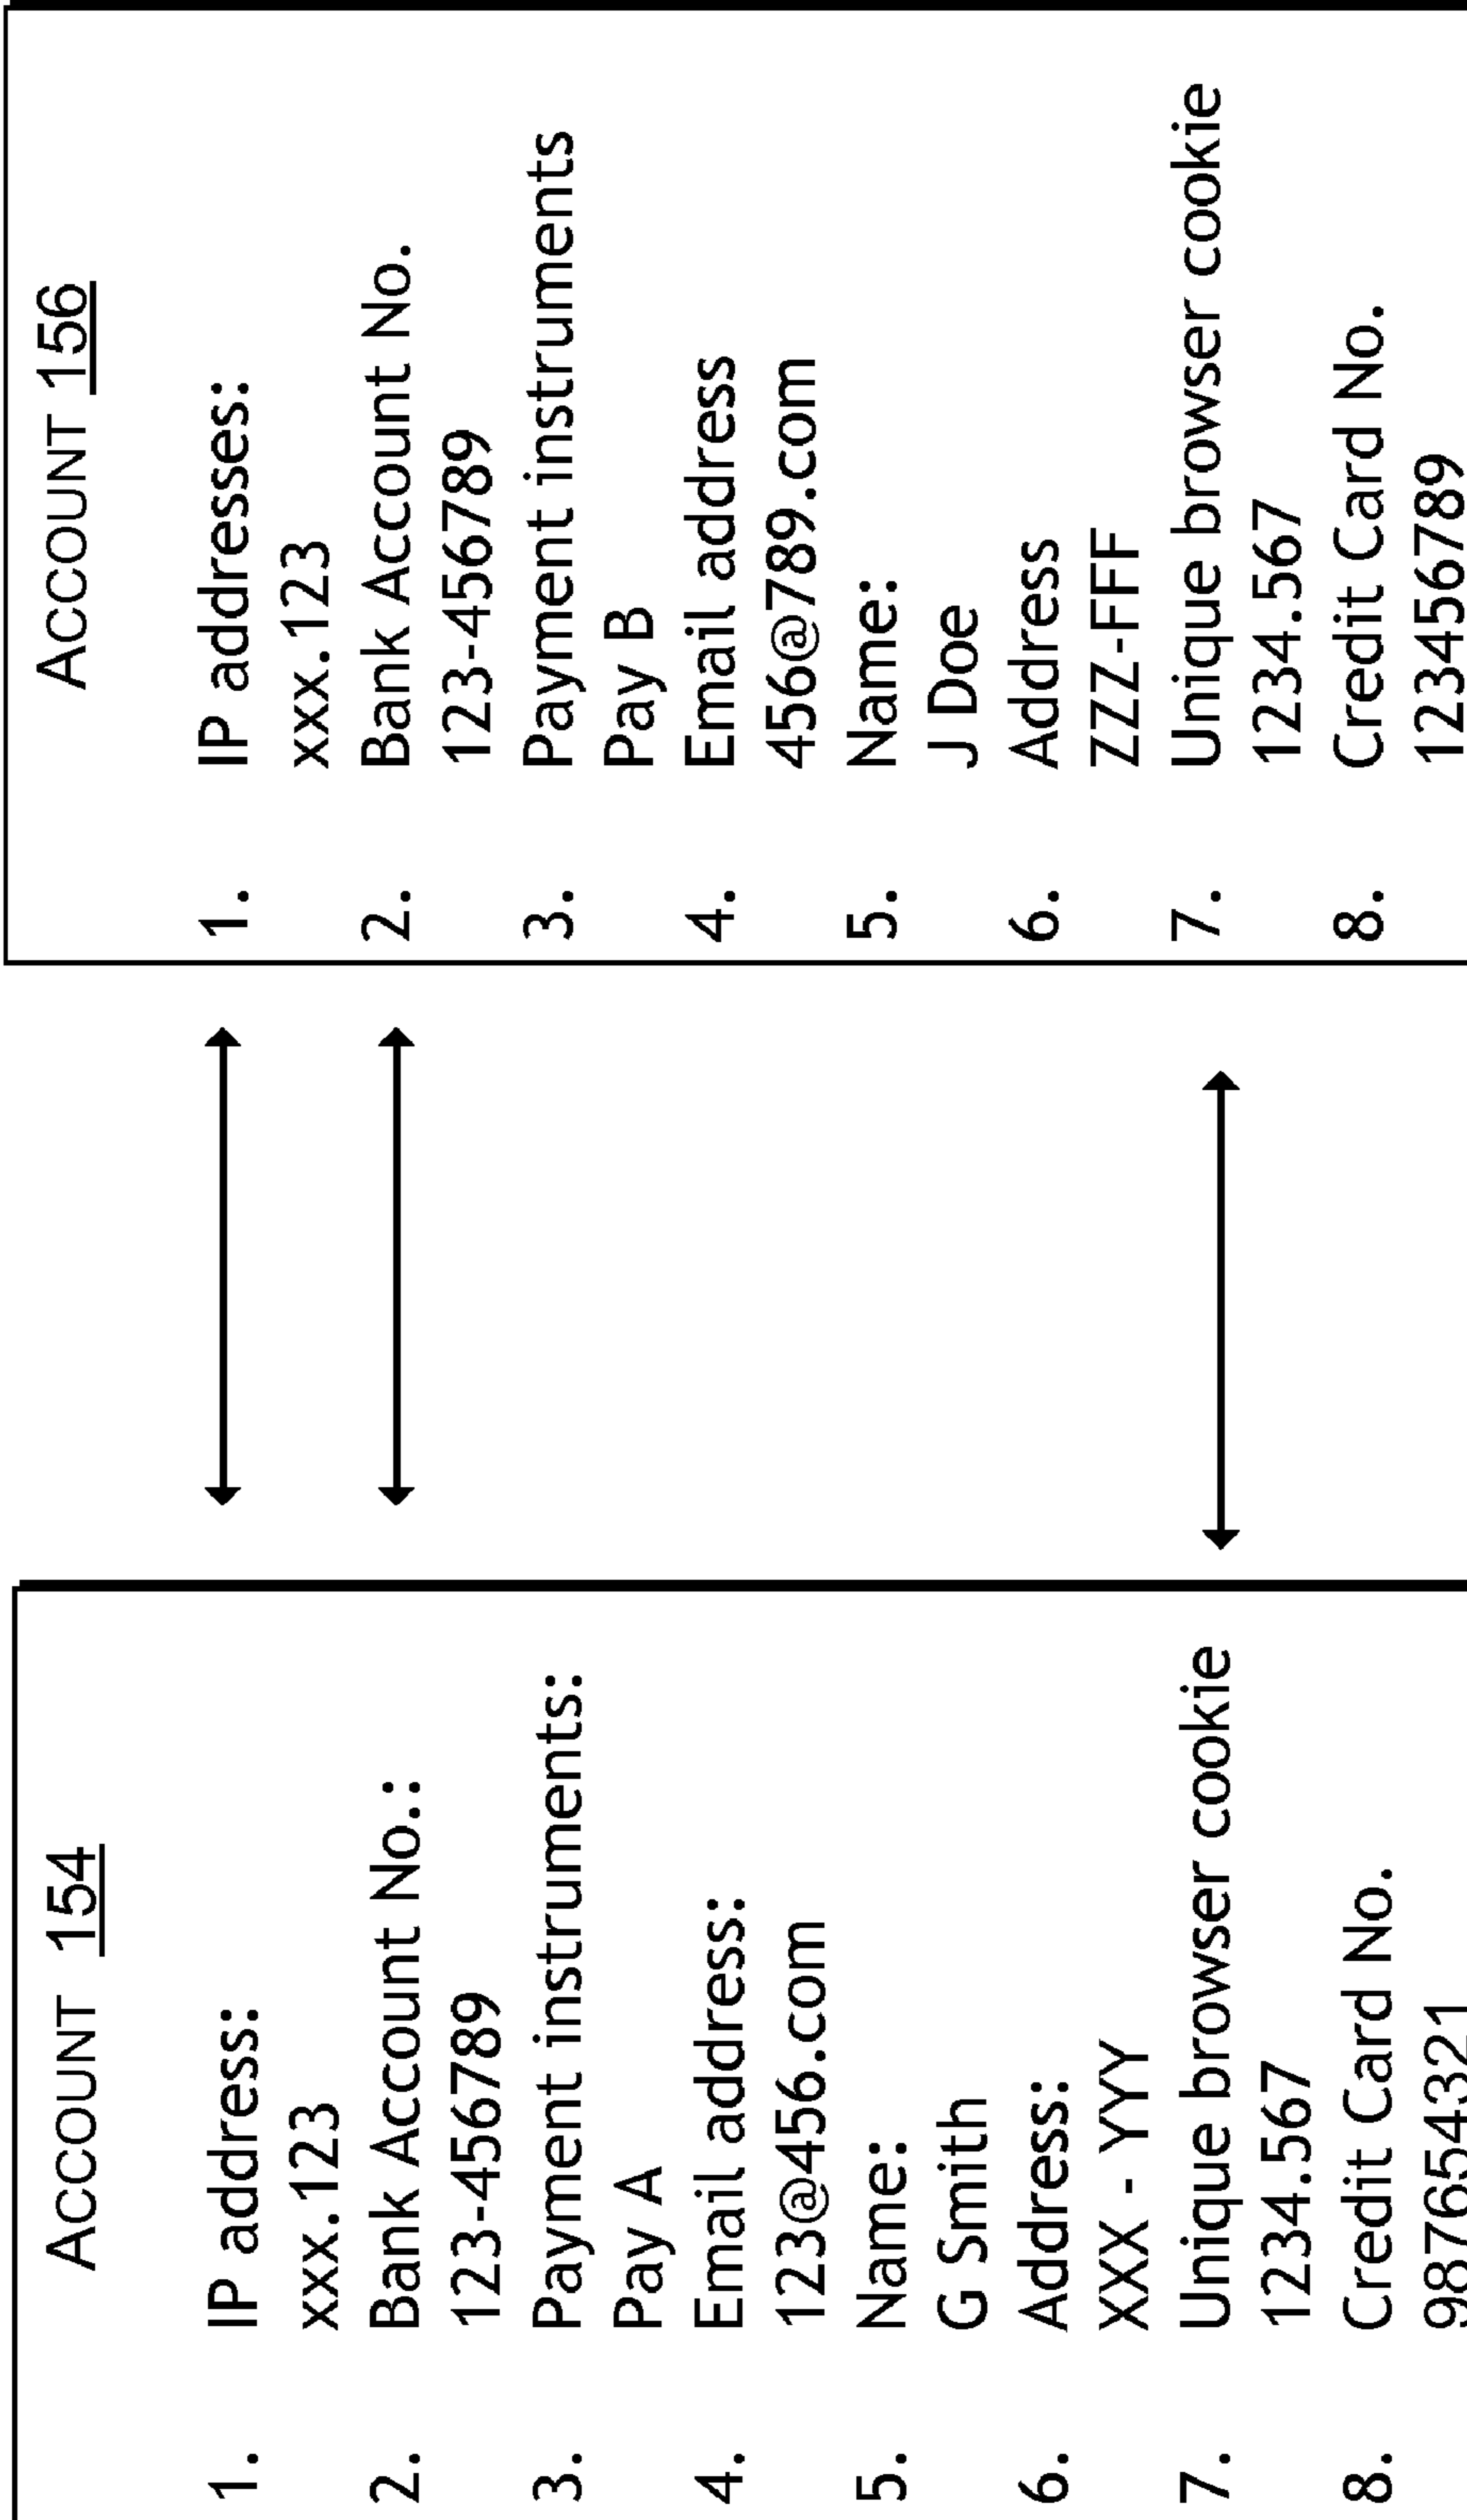 ACCOUNT 154
1. IP address:
xxx.123
2. Bank Account No.:
123-456789
3. Payment instruments:
Pay A
4. Email address:
123@456.com
5. Name:
G Smith
6. Address:
XXX - YYY
7. Unique browser cookie
1234.567
8. Credit Card No.
987654321
ACCOUNT 156
1. IP addresses:
xxx.123
2. Bank Account No.
123-456789
3. Payment instruments
Pay B
4. Email address
456@789.com
5. Name:
J Doe
6. Address
ZZZ-FFF
7. Unique browser cookie
1234.567
8. Credit Card No.
123456789